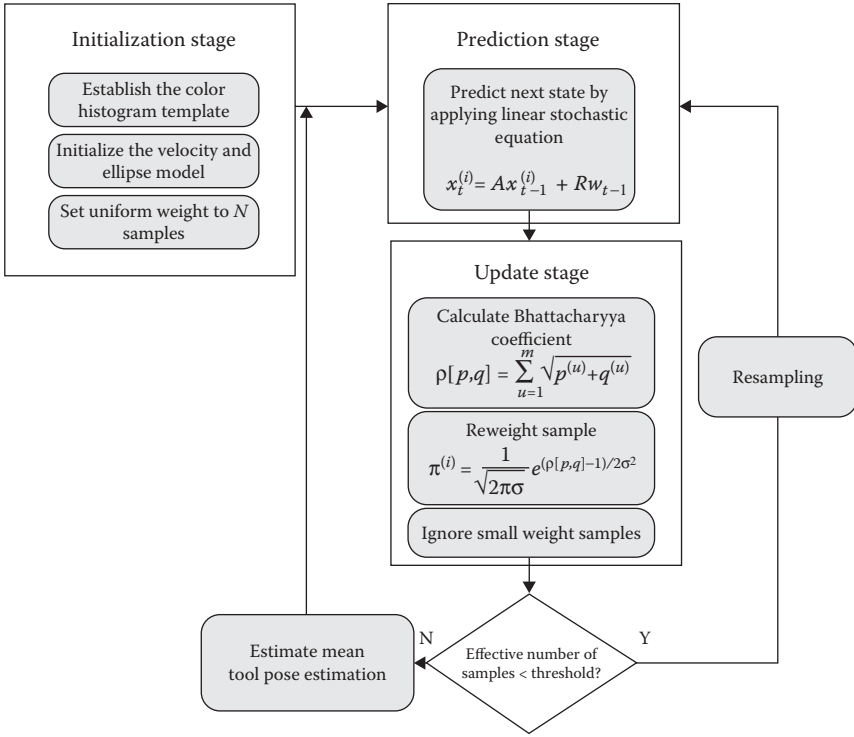 Initialization stage
Establish the color
histogram template
Initialize the velocity and
ellipse model
Set uniform weight to N
samples
Prediction stage
Predict next state by
applying linear stochastic
equation
x_t^{(i)} = Ax_{t-1}^{(i)} + Rw_{t-1}
Update stage
Calculate Bhattacharyya
coefficient
ρ[p,q] = ∑_{u=1}^{m} √(p^{(u)}+q^{(u)})
Reweight sample
π^{(i)} = 1/√(2πσ) e^{(ρ[p,q]−1)/2σ^2}
Ignore small weight samples
Resampling
Effective number of
samples < threshold?
N
Y
Estimate mean
tool pose estimation